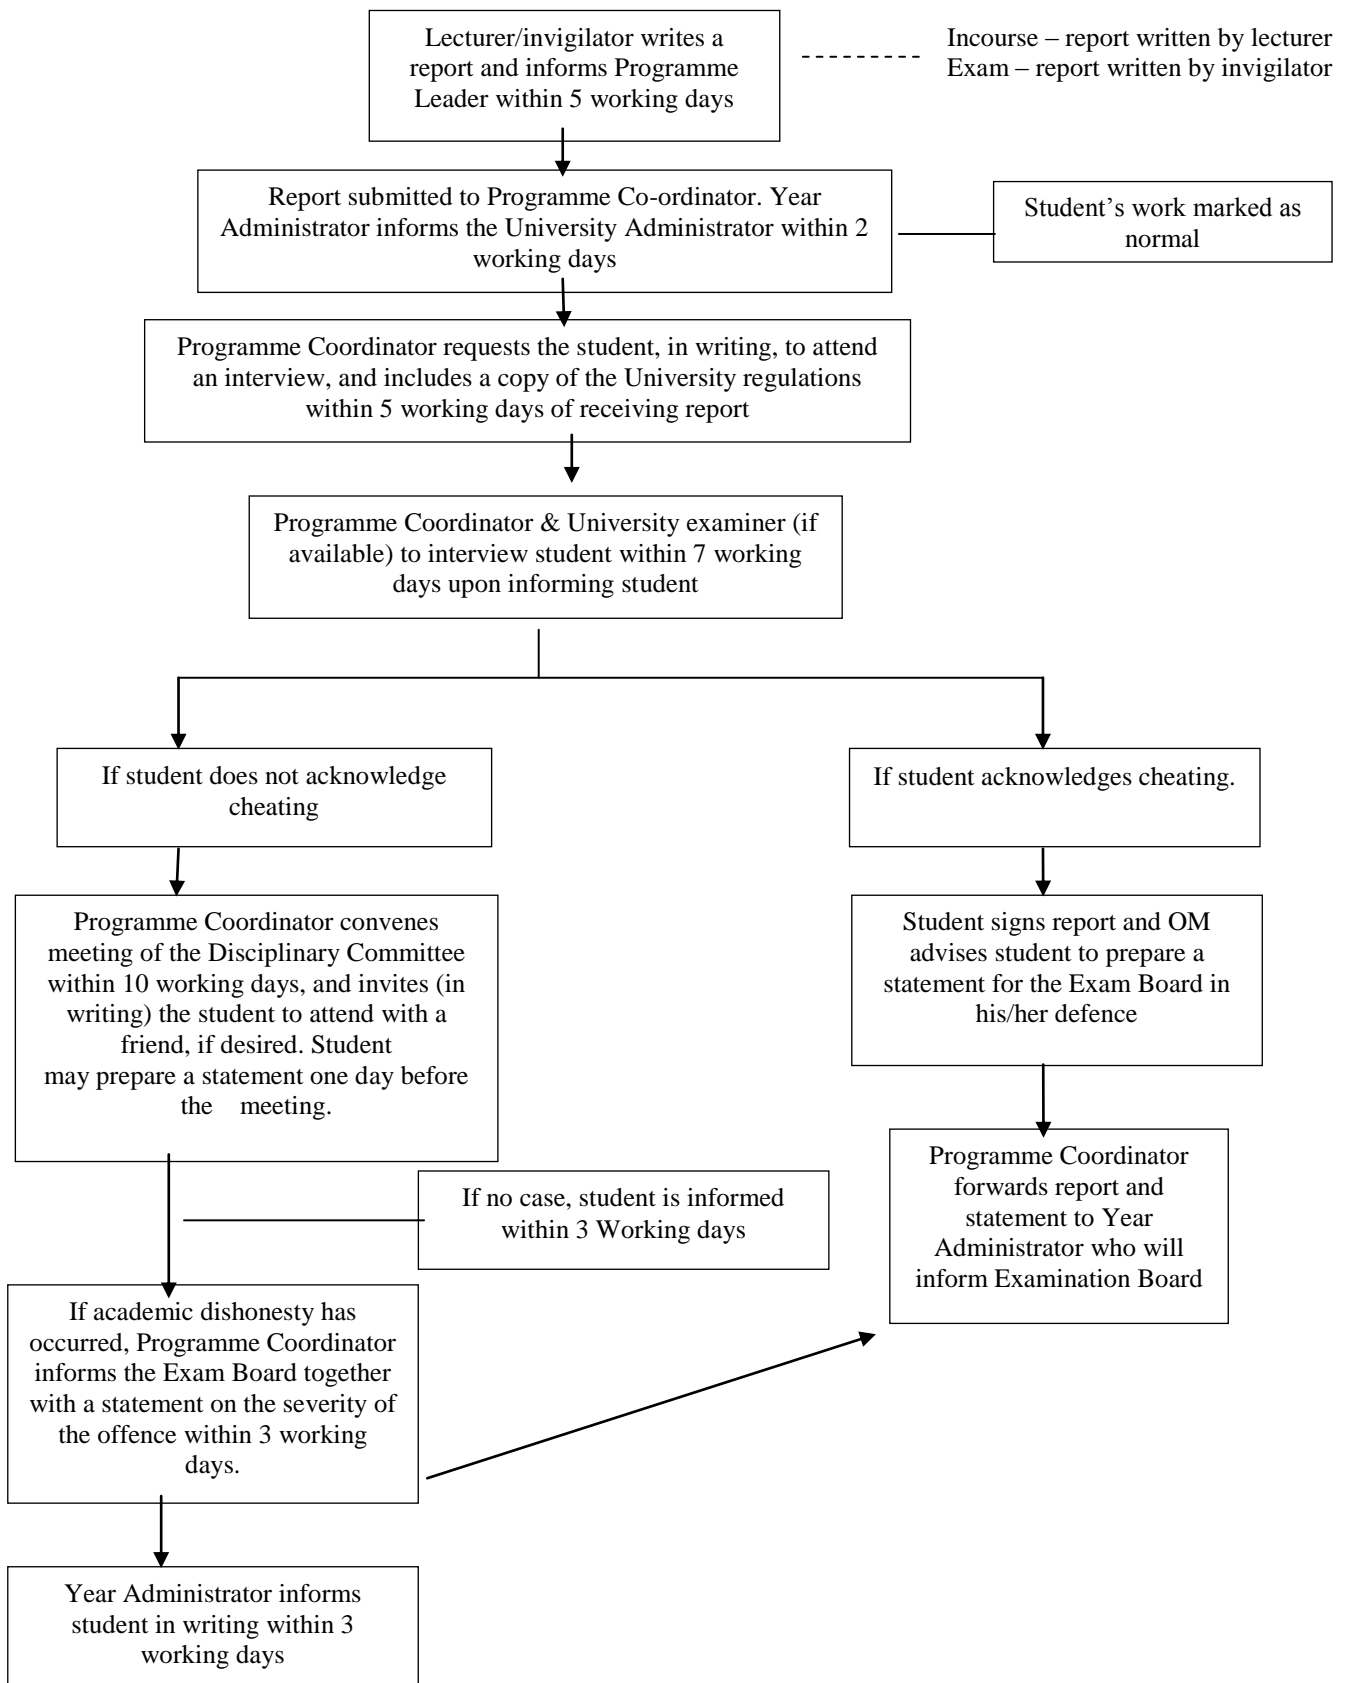 Lecturer/invigilator writes a
report and informs Programme
Leader within 5 working days
Incourse – report written by lecturer
Exam – report written by invigilator
Report submitted to Programme Co-ordinator. Year
Administrator informs the University Administrator within 2
working days
Student’s work marked as
normal
Programme Coordinator requests the student, in writing, to attend
an interview, and includes a copy of the University regulations
within 5 working days of receiving report
Programme Coordinator & University examiner (if
available) to interview student within 7 working
days upon informing student
If student does not acknowledge
cheating
If student acknowledges cheating.
Programme Coordinator convenes
meeting of the Disciplinary Committee
within 10 working days, and invites (in
writing) the student to attend with a
friend, if desired. Student
may prepare a statement one day before
the meeting.
Student signs report and OM
advises student to prepare a
statement for the Exam Board in
his/her defence
If no case, student is informed
within 3 Working days
Programme Coordinator
forwards report and
statement to Year
Administrator who will
inform Examination Board
If academic dishonesty has
occurred, Programme Coordinator
informs the Exam Board together
with a statement on the severity of
the offence within 3 working
days.
Year Administrator informs
student in writing within 3
working days